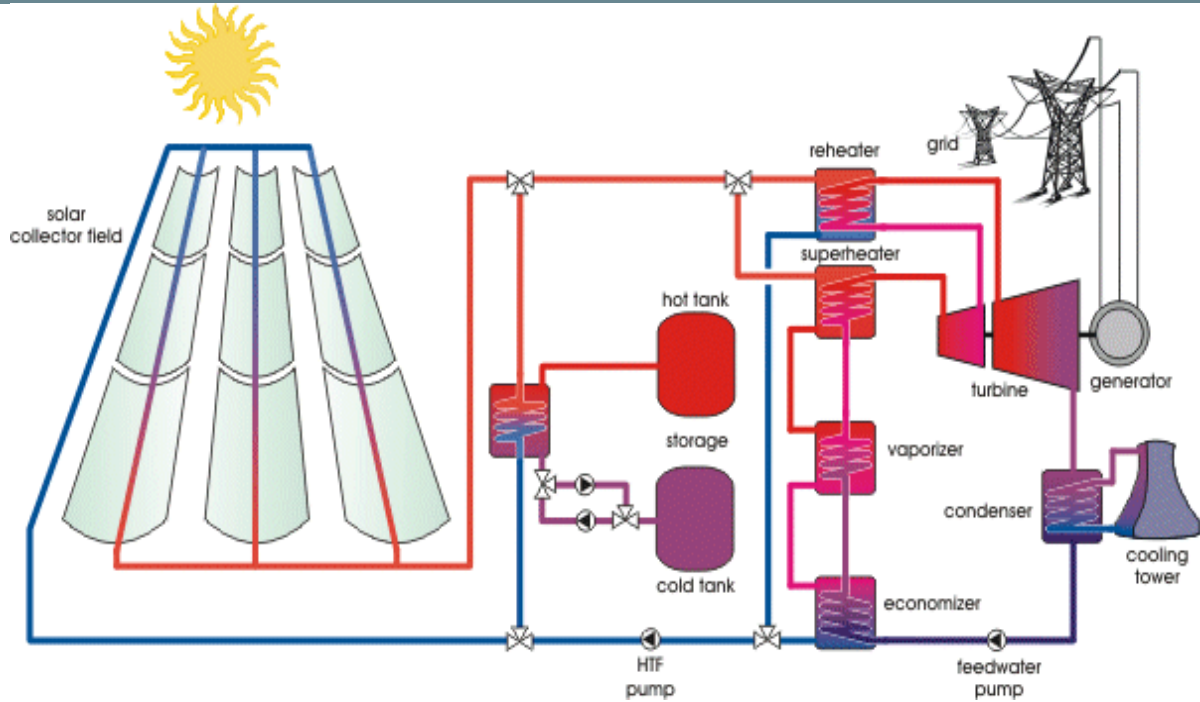 reheater
grid
solar
collector field
superheater
hot tank
turbine
generator
storage
vaporizer
condenser
cooling
tower
cold tank
economizer
HTF
pump
feedwater
pump